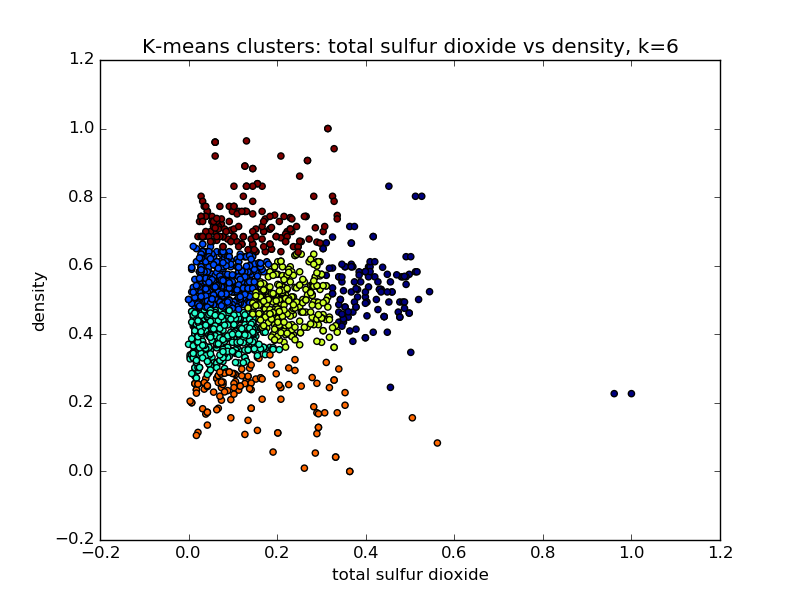 K-means clusters: total sulfur dioxide vs density, k=6
1.2
1.0
0.8
0.6
0.4
0.2
0.0
−0.2
density
−0.2 0.0 0.2 0.4 0.6 0.8 1.0 1.2
total sulfur dioxide